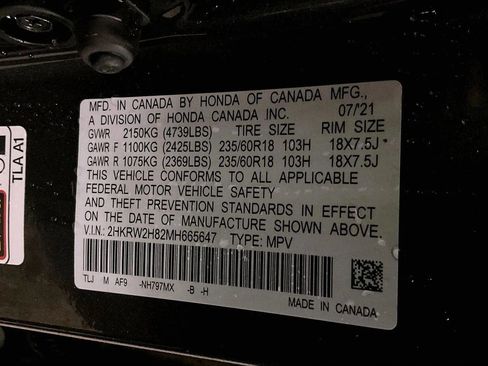 MFD. IN CANADA BY HONDA OF CANADA MFG.,
A DIVISION OF HONDA CANADA INC. 07/21
GVWR 2150KG (4739LBS) TIRE SIZE RIM SIZE
GAWR F 1100KG (2425LBS) 235/60R18 103H 18X7.5J
GAWR R 1075KG (2369LBS) 235/60R18 103H 18X7.5J
THIS VEHICLE CONFORMS TO ALL APPLICABLE
FEDERAL MOTOR VEHICLE SAFETY
AND THEFT PREVENTION STANDARDS IN EFFECT
ON THE DATE OF MANUFACTURE SHOWN ABOVE.
V.I.N.: 2HKRW2H82MH665647 TYPE: MPV
TLJ M AF9 -NH797MX -B -H
MADE IN CANADA
TLA A1